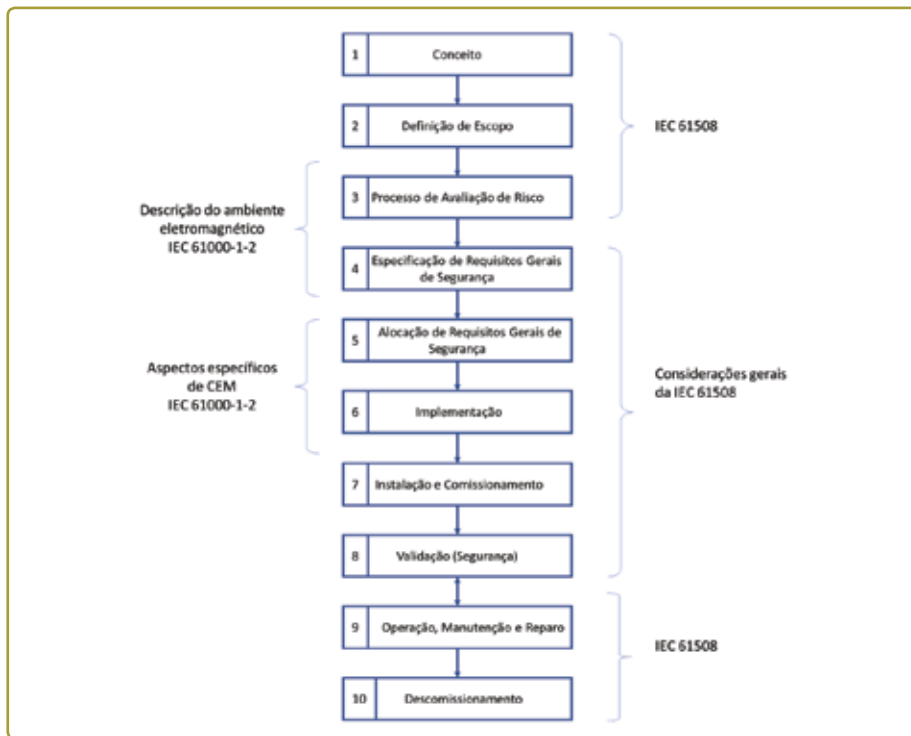 1 Conceito
2 Definição de Escopo
IEC 61508
3 Processo de Avaliação de Risco
Descrição do ambiente
eletromagnético
IEC 61000-1-2
4 Especificação de Requisitos Gerais
de Segurança
5 Alocação de Requisitos Gerais de
Segurança
Aspectos específicos
de CEM
IEC 61000-1-2
Considerações gerais
da IEC 61508
6 Implementação
7 Instalação e Comissionamento
8 Validação (Segurança)
9 Operação, Manutenção e Reparo
IEC 61508
10 Descomissionamento